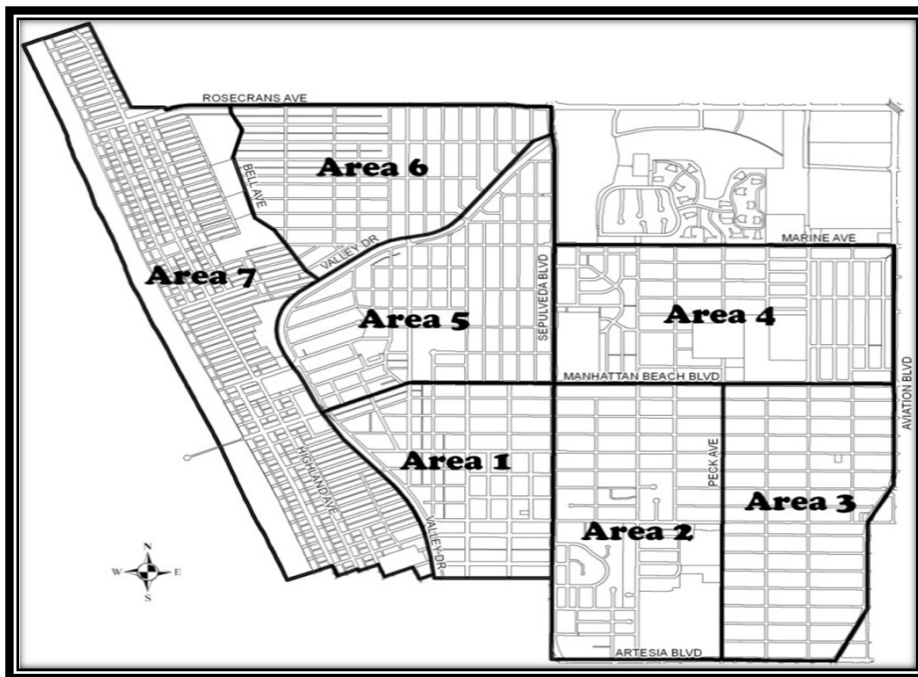 ROSECRANS AVE
Area 6
BELL AVE
VALLEY DR
MARINE AVE
Area 7
Area 5
SEPULVEDA BLVD
Area 4
MANHATTAN BEACH BLVD
AVIATION BLVD
HIGHLAND AVE
Area 1
PECK AVE
Area 3
Area 2
VALLEY DR
N
W E
S
ARTESIA BLVD